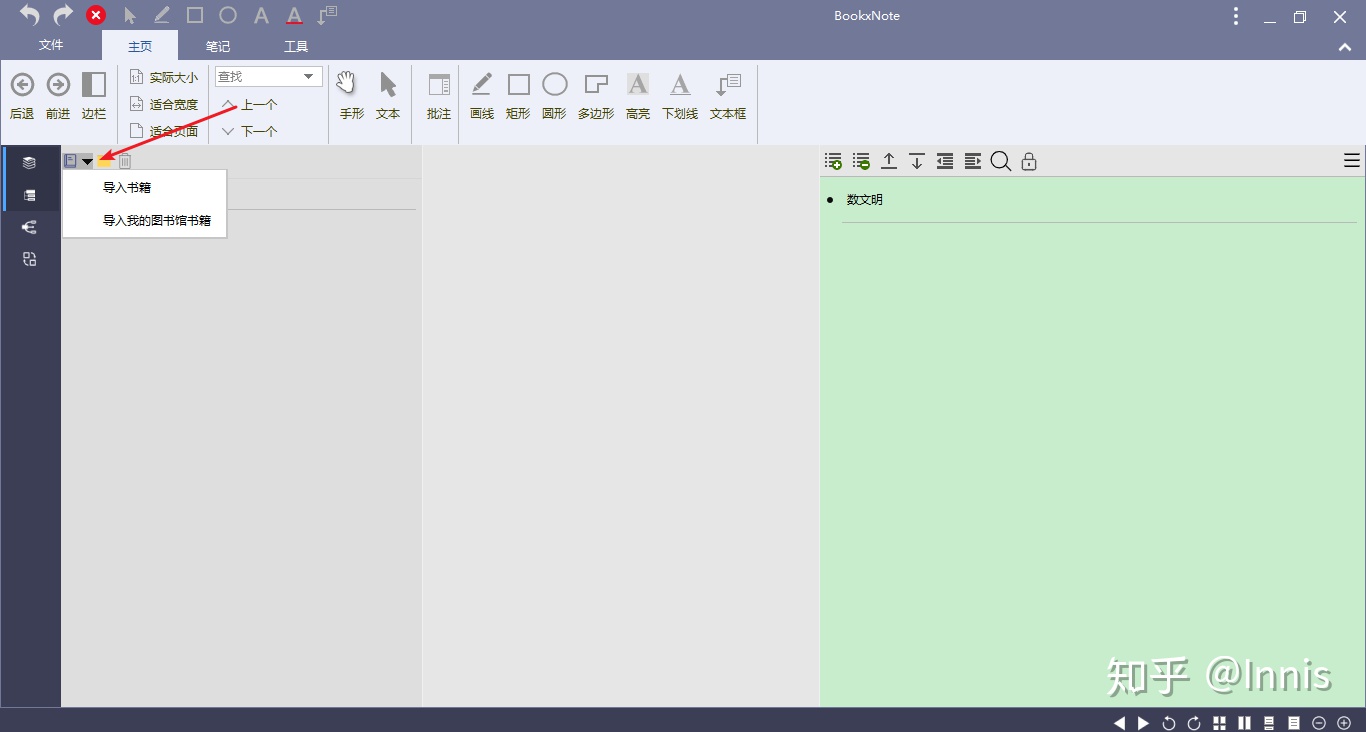 BookxNote
文件 主页 笔记 工具
后退 前进 边栏
实际大小
适合宽度
适合页面
查找
上一个
下一个
手形 文本
批注
画线 矩形 圆形 多边形 高亮 下划线 文本框
导入书籍
导入我的图书馆书籍
数文明
知乎 @Innis